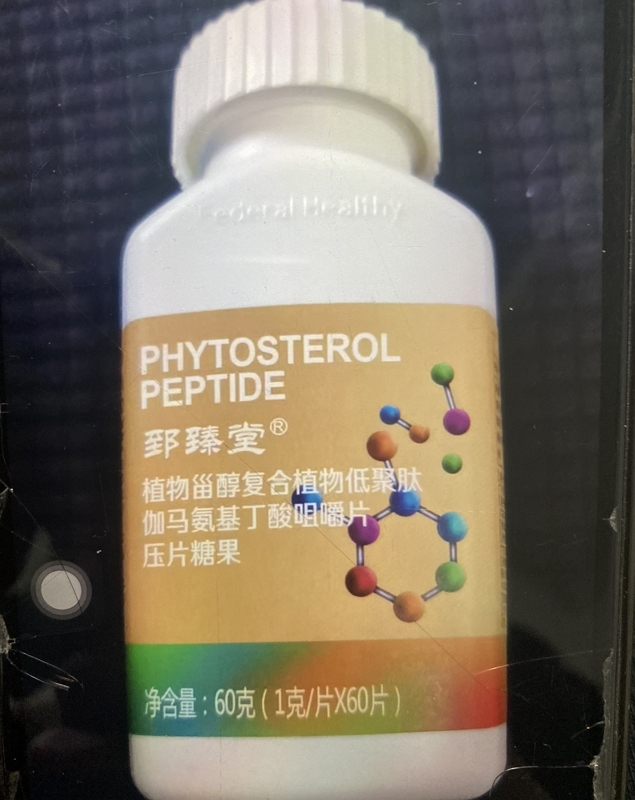 Federal Healthy
PHYTOSTEROL
PEPTIDE
郅臻堂®
植物甾醇复合植物低聚肽
伽马氨基丁酸咀嚼片
压片糖果
净含量：60克（1克/片X60片）